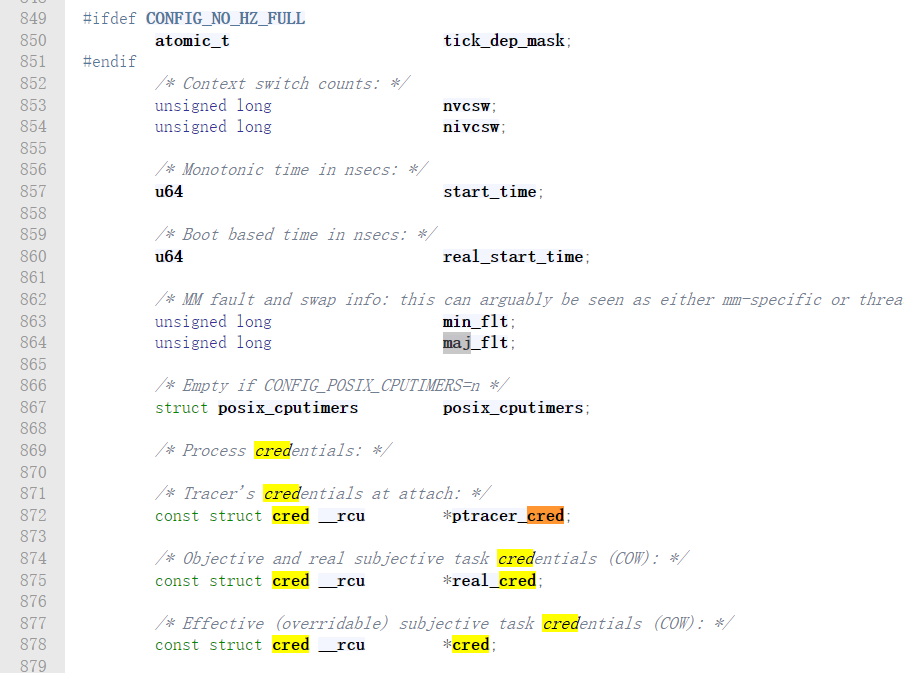 849 #ifdef CONFIG_NO_HZ_FULL
850 atomic_t tick_dep_mask;
851 #endif
852 /* Context switch counts: */
853 unsigned long nvcsw;
854 unsigned long nivcsw;
855
856 /* Monotonic time in nsecs: */
857 u64 start_time;
858
859 /* Boot based time in nsecs: */
860 u64 real_start_time;
861
862 /* MM fault and swap info: this can arguably be seen as either mm-specific or threa
863 unsigned long min_flt;
864 unsigned long maj_flt;
865
866 /* Empty if CONFIG_POSIX_CPUTIMERS=n */
867 struct posix_cputimers posix_cputimers;
868
869 /* Process credentials: */
870
871 /* Tracer's credentials at attach: */
872 const struct cred __rcu *ptracer_cred;
873
874 /* Objective and real subjective task credentials (COW): */
875 const struct cred __rcu *real_cred;
876
877 /* Effective (overridable) subjective task credentials (COW): */
878 const struct cred __rcu *cred;
879